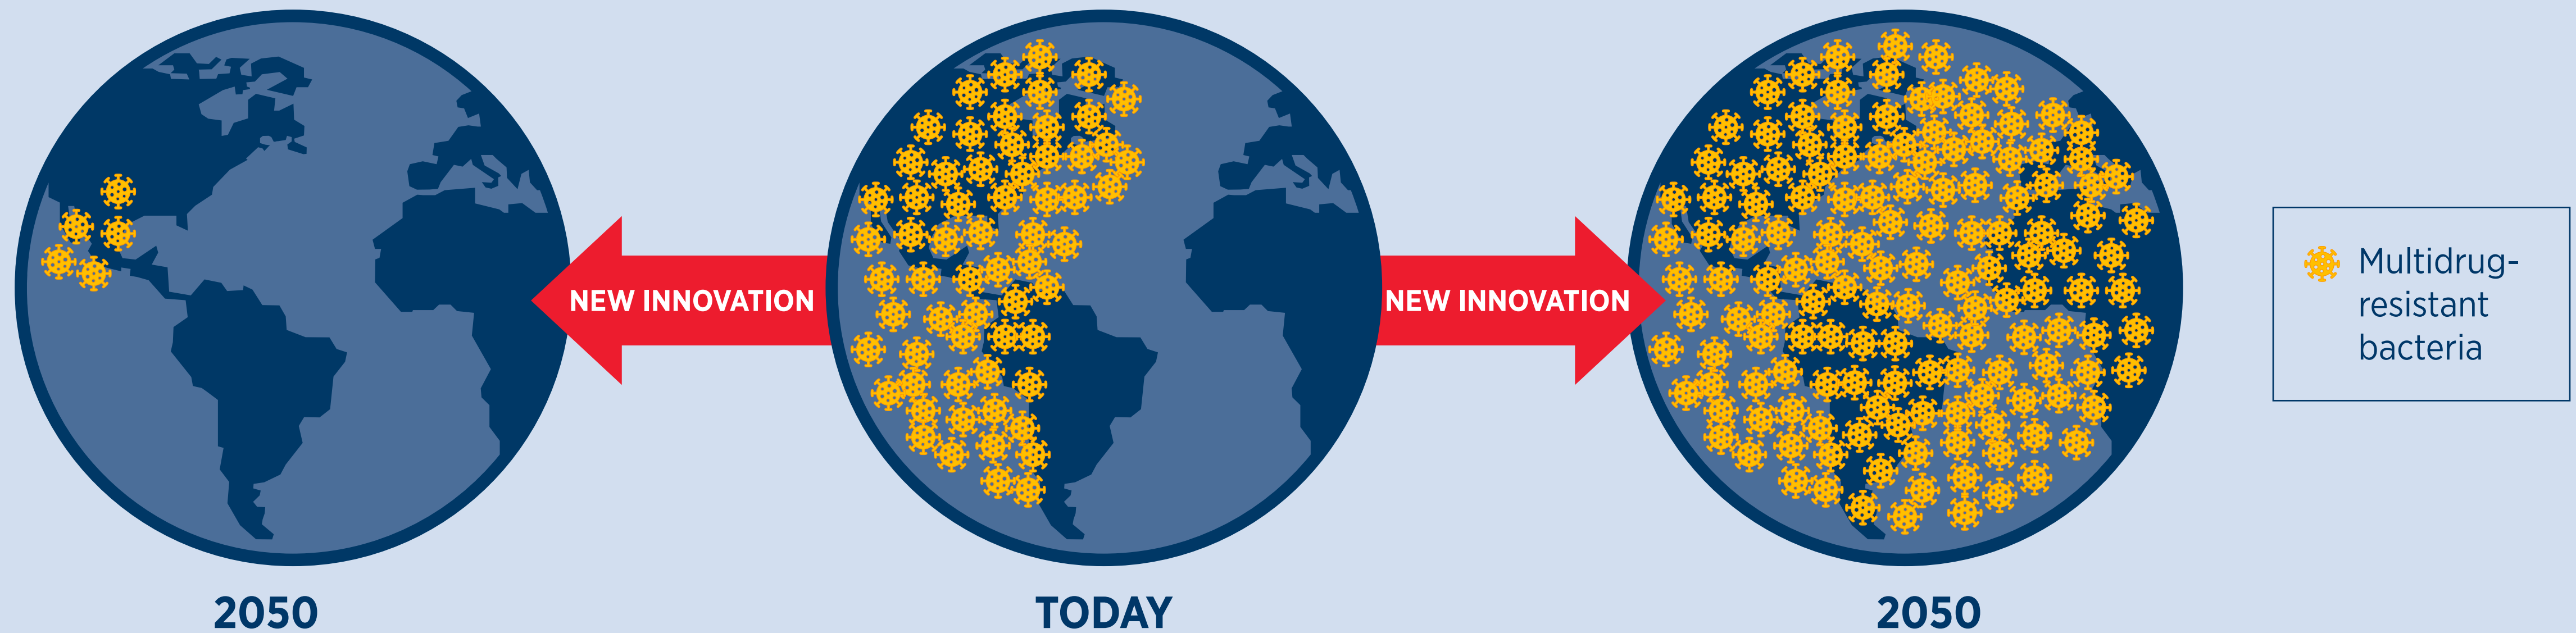 NEW INNOVATION
NEW INNOVATION
Multidrug-
resistant
bacteria
2050
TODAY
2050